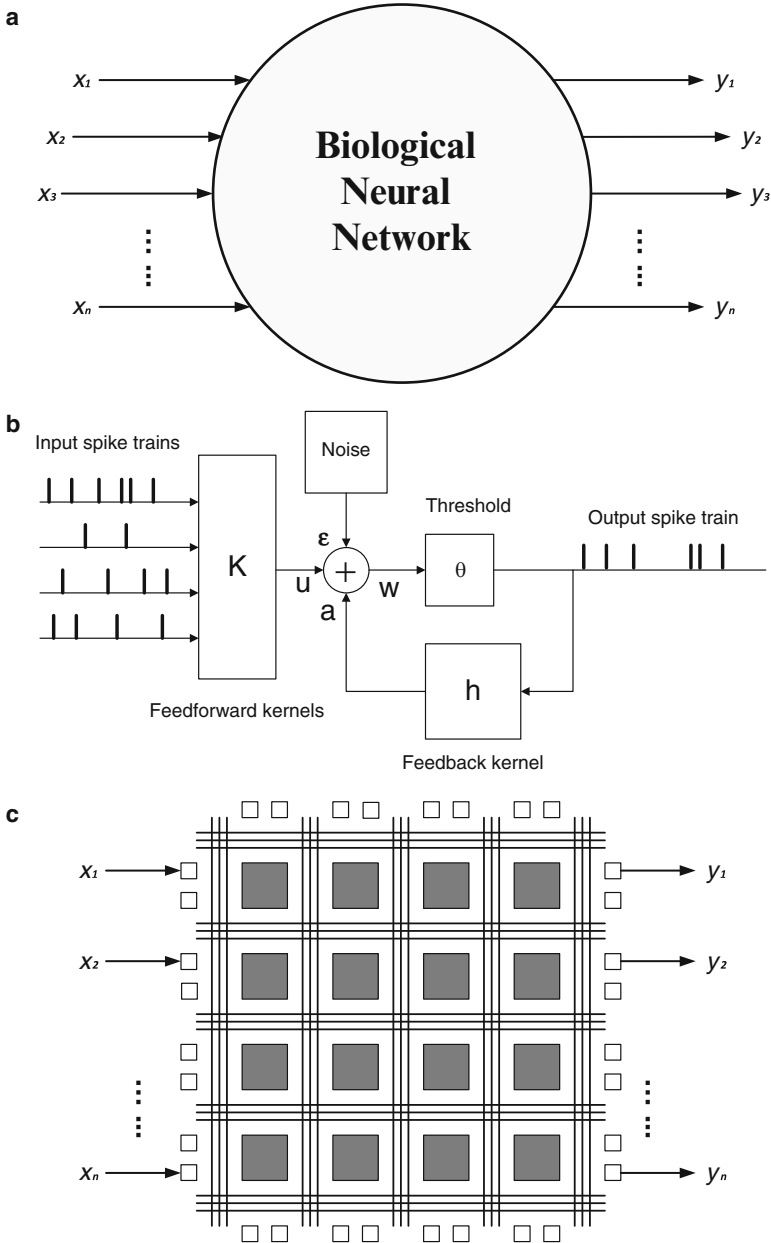 a
x₁
y₁
x₂
y₂
x₃
y₃
xₙ
yₙ
Biological
Neural
Network
b
Input spike trains
Noise
Threshold
Output spike train
K
ε
u
+
w
a
θ
h
Feedforward kernels
Feedback kernel
c
x₁
y₁
x₂
y₂
xₙ
yₙ